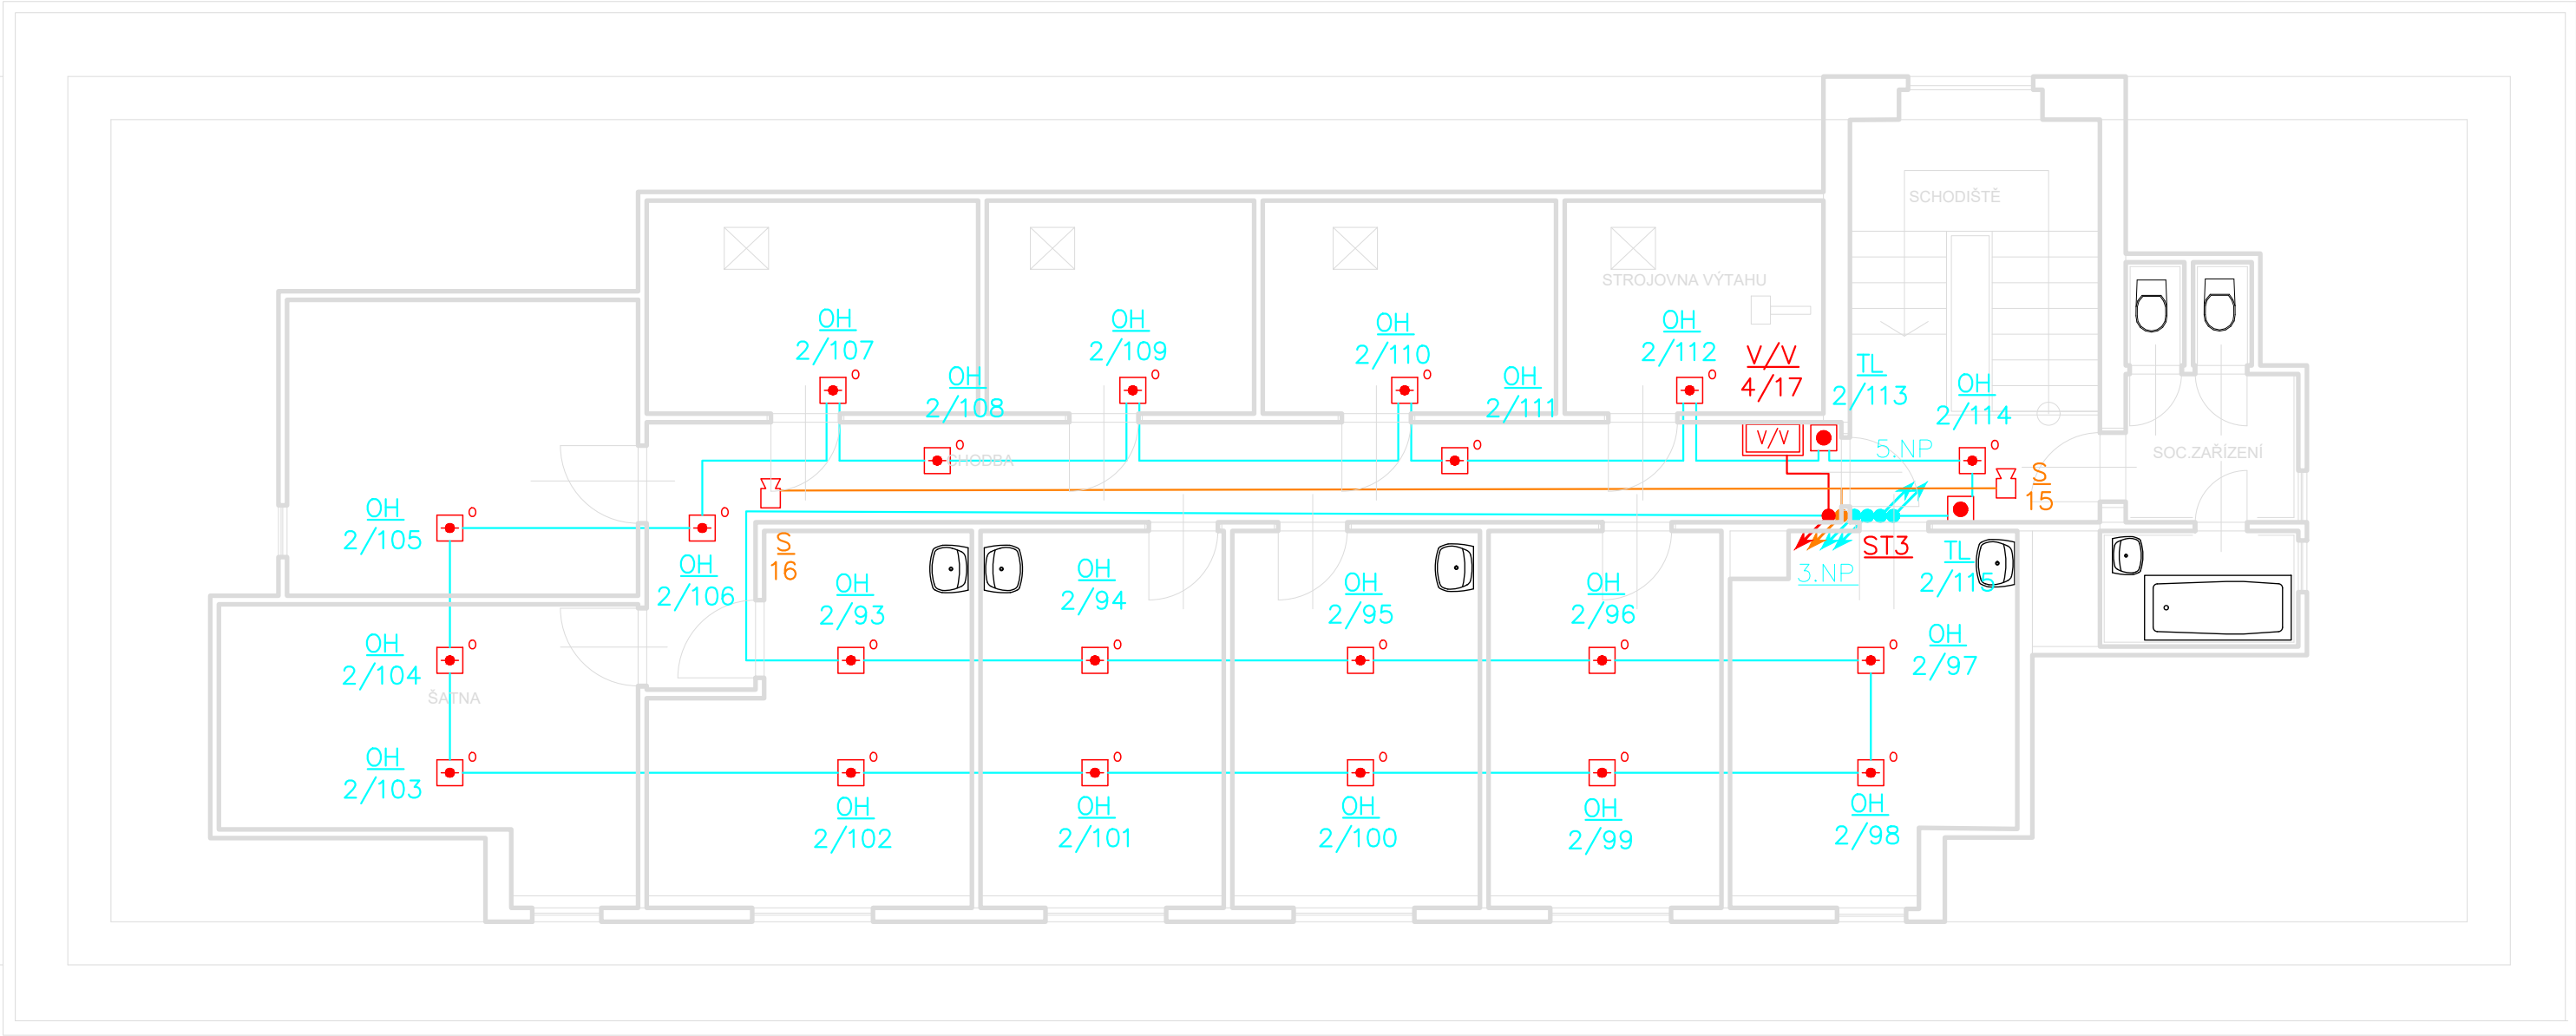 SCHODIŠTĚ
STROJOVNA VÝTAHU
OH
2/107
OH
2/109
OH
2/110
OH
2/112
V/V
4/17
TL
2/113
OH
2/108
OH
2/111
OH
2/114
V/V
5.NP
SOC.ZAŘÍZENÍ
CHODBA
S
15
OH
2/105
OH
2/106
S
16
ST3
3.NP
TL
2/115
OH
2/93
OH
2/94
OH
2/95
OH
2/96
OH
2/97
OH
2/104
ŠATNA
OH
2/103
OH
2/102
OH
2/101
OH
2/100
OH
2/99
OH
2/98